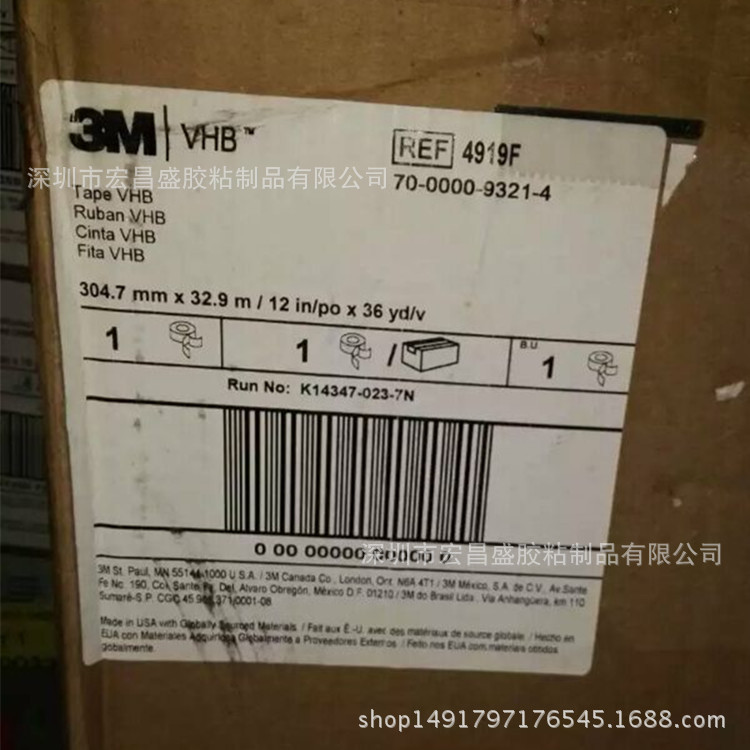 3M VHB™
REF 4919F
深圳市宏昌盛胶粘制品有限公司
70-0000-9321-4
Tape VHB
Ruban VHB
Cinta VHB
Fita VHB
304.7 mm x 32.9 m / 12 in/po x 36 yd/v
1 1 / B.U 1
Run No: K14347-023-7N
0 00 00000 00000 0
深圳市宏昌盛胶粘制品有限公司
3M St. Paul, MN 55144-1000 U.S.A. / 3M Canada Co., London, Ont. N6A 4T1 / 3M México, S.A. de C.V., Av.Sante
Fe No. 190, Col. Santa Fe, Del. Alvaro Obregón, México D.F. 01210 / 3M do Brasil Ltda., Via Anhangüera, km 110
Sumaré-S.P. CGC 45.985.371/0001-08
Made in USA with Globally Sourced Materials. / Fait aux É.-U. avec des matériaux de source globale. / Hecho en
EUA con Materiales Adquiridos Globalmente a Proveedores Externos. / Feito nos EUA com materiais obtidos
globalmente.
shop1491797176545.1688.com